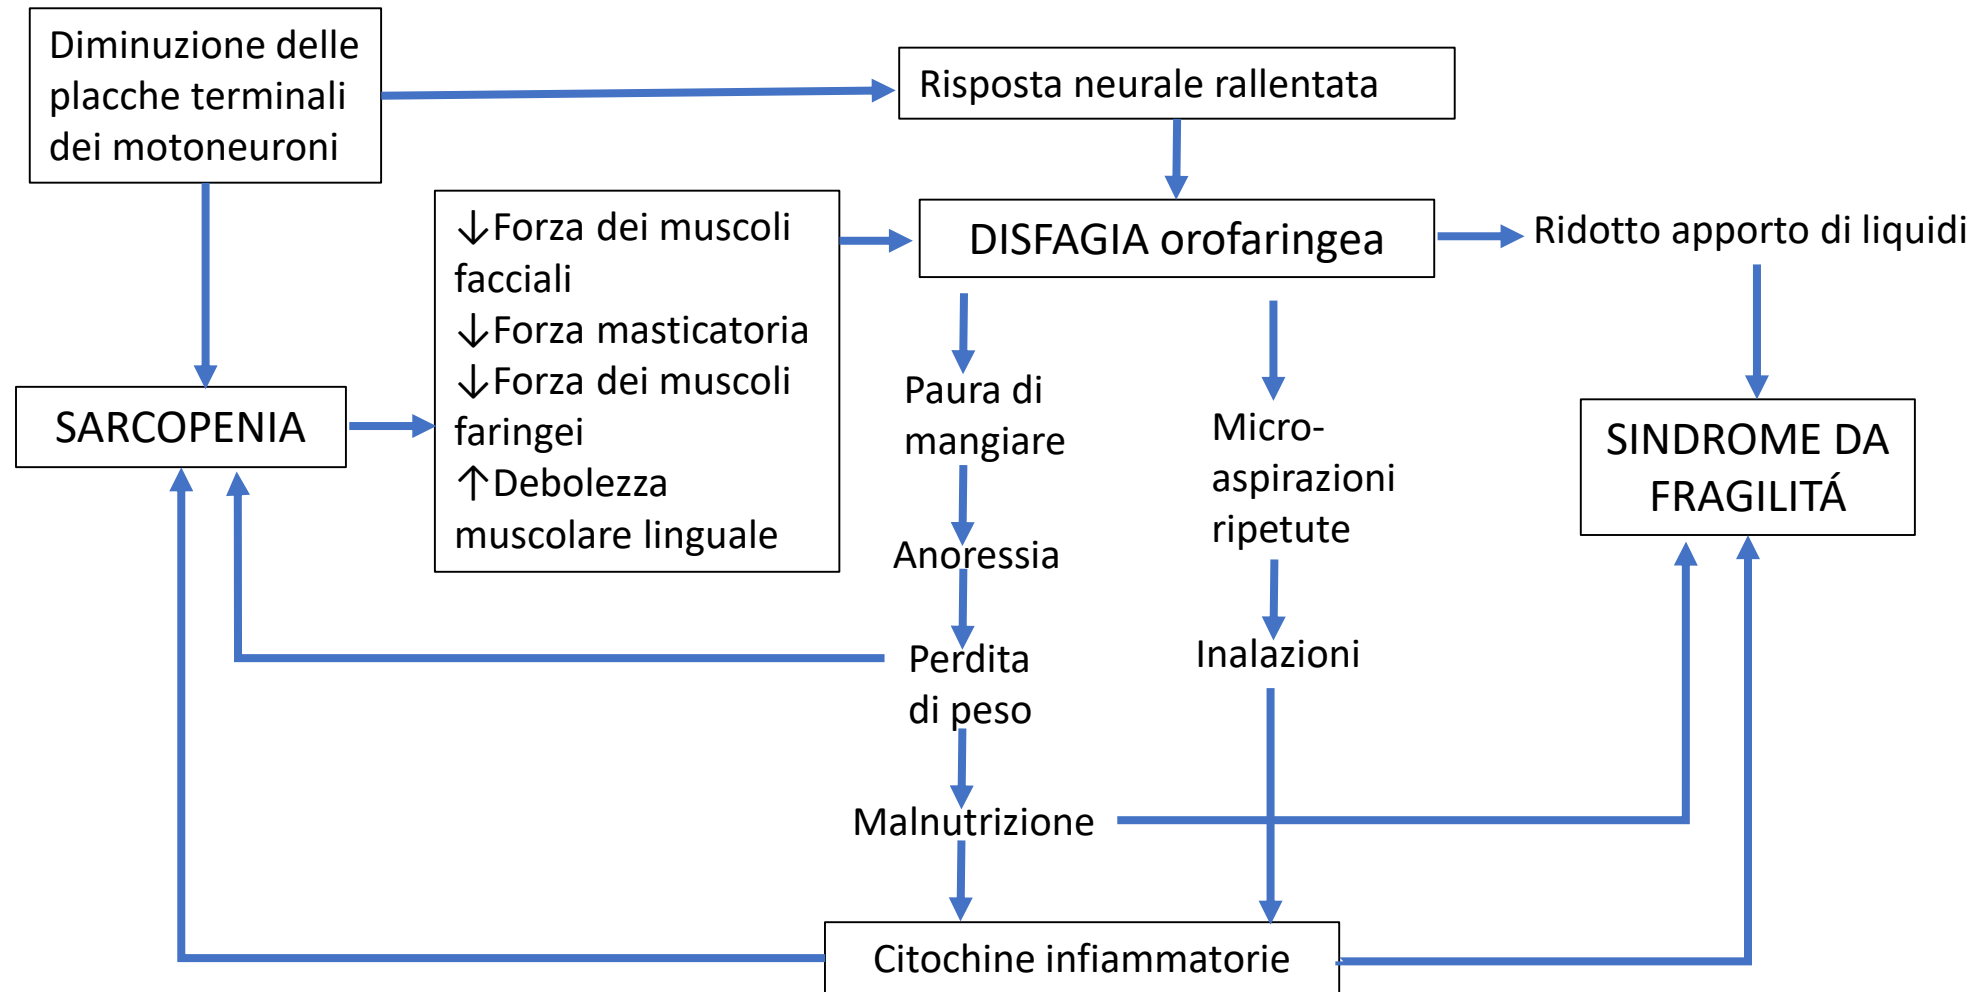 Diminuzione delle
placche terminali
dei motoneuroni
Risposta neurale rallentata
↓Forza dei muscoli
facciali
↓Forza masticatoria
↓Forza dei muscoli
faringei
↑Debolezza
muscolare linguale
DISFAGIA orofaringea
Ridotto apporto di liquidi
SARCOPENIA
Paura di
mangiare
Anoressia
Perdita
di peso
Malnutrizione
Micro-
aspirazioni
ripetute
Inalazioni
SINDROME DA
FRAGILITÁ
Citochine infiammatorie